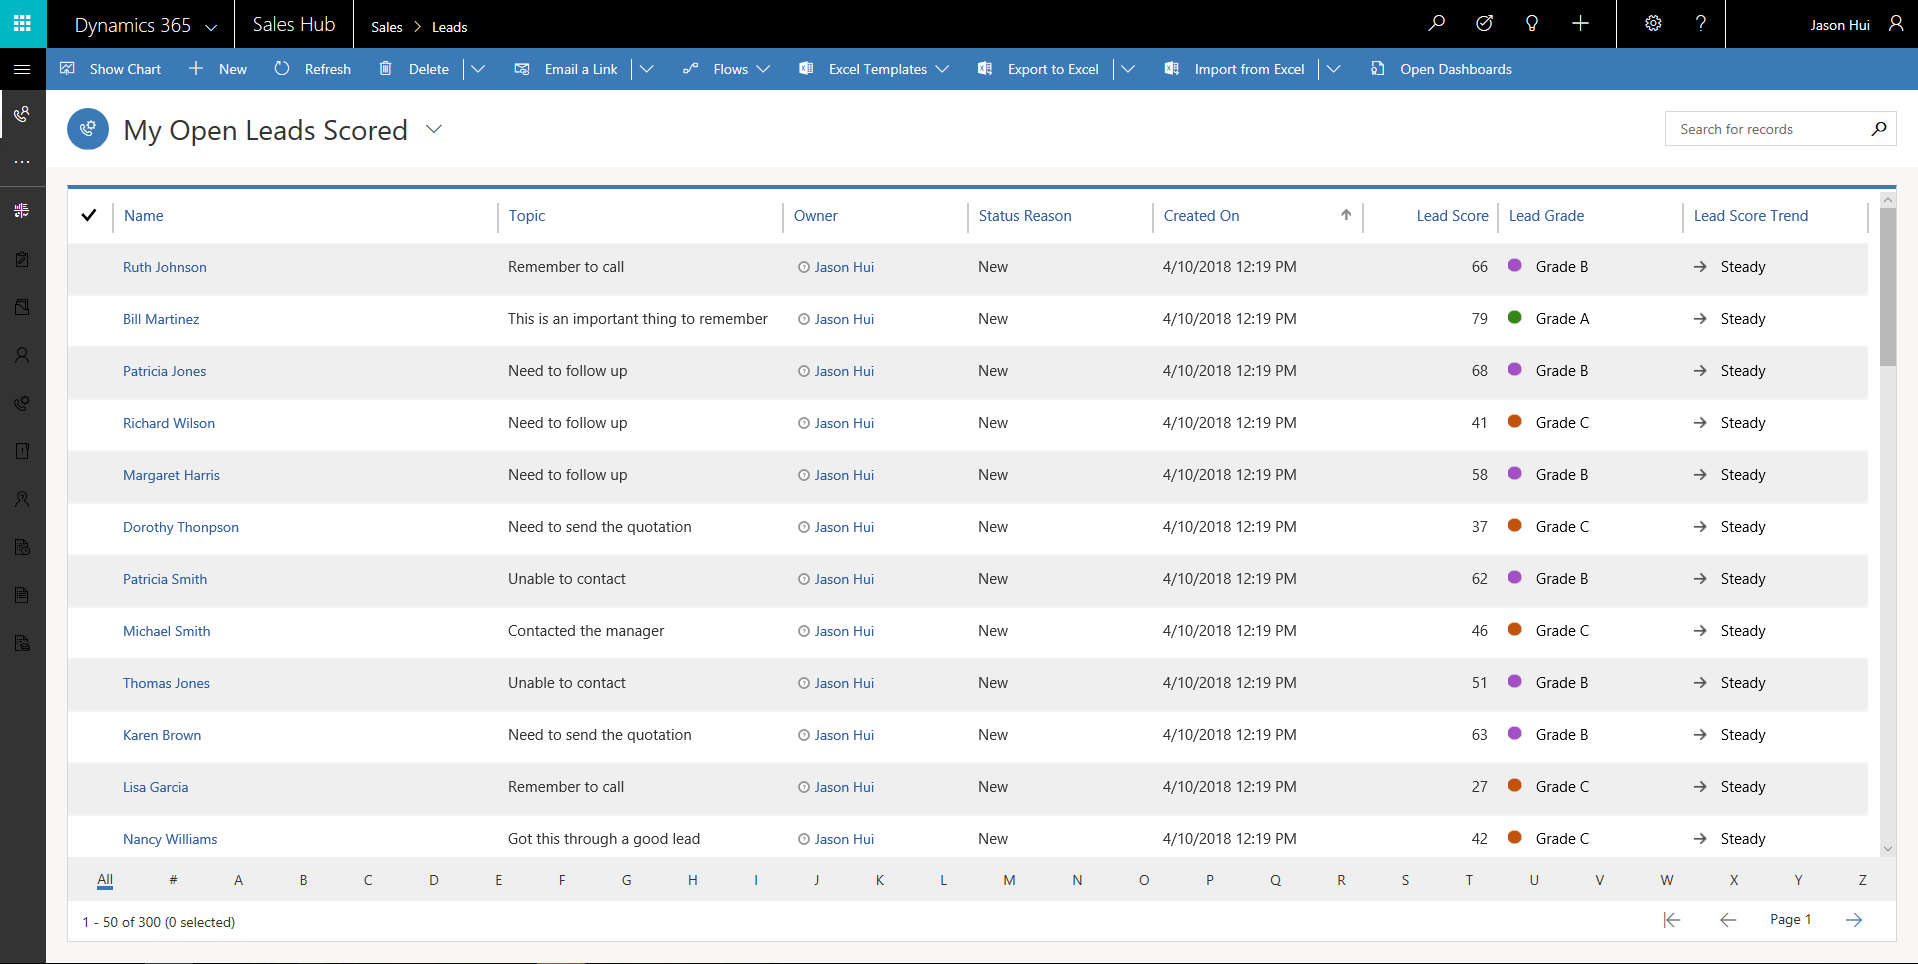 Dynamics 365 Sales Hub Sales > Leads ? Jason Hui
Show Chart New Refresh Delete Email a Link Flows Excel Templates Export to Excel Import from Excel Open Dashboards
My Open Leads Scored
Search for records
Name Topic Owner Status Reason Created On Lead Score Lead Grade Lead Score Trend
Ruth Johnson Remember to call Jason Hui New 4/10/2018 12:19 PM 66 Grade B Steady
Bill Martinez This is an important thing to remember Jason Hui New 4/10/2018 12:19 PM 79 Grade A Steady
Patricia Jones Need to follow up Jason Hui New 4/10/2018 12:19 PM 68 Grade B Steady
Richard Wilson Need to follow up Jason Hui New 4/10/2018 12:19 PM 41 Grade C Steady
Margaret Harris Need to follow up Jason Hui New 4/10/2018 12:19 PM 58 Grade B Steady
Dorothy Thonpson Need to send the quotation Jason Hui New 4/10/2018 12:19 PM 37 Grade C Steady
Patricia Smith Unable to contact Jason Hui New 4/10/2018 12:19 PM 62 Grade B Steady
Michael Smith Contacted the manager Jason Hui New 4/10/2018 12:19 PM 46 Grade C Steady
Thomas Jones Unable to contact Jason Hui New 4/10/2018 12:19 PM 51 Grade B Steady
Karen Brown Need to send the quotation Jason Hui New 4/10/2018 12:19 PM 63 Grade B Steady
Lisa Garcia Remember to call Jason Hui New 4/10/2018 12:19 PM 27 Grade C Steady
Nancy Williams Got this through a good lead Jason Hui New 4/10/2018 12:19 PM 42 Grade C Steady
All # A B C D E F G H I J K L M N O P Q R S T U V W X Y Z
1 - 50 of 300 (0 selected) Page 1